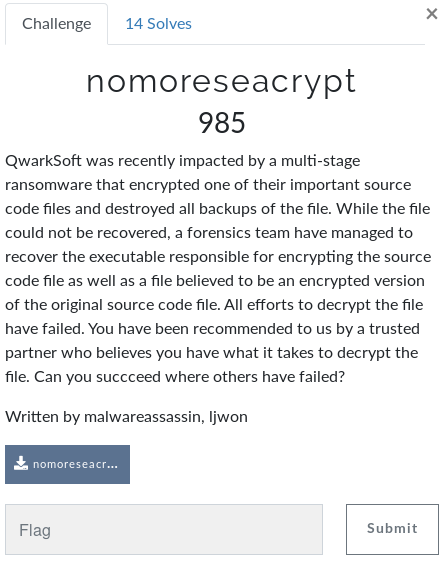 Challenge
14 Solves
×
nomoreseacrypt
985
QwarkSoft was recently impacted by a multi-stage
ransomware that encrypted one of their important source
code files and destroyed all backups of the file. While the file
could not be recovered, a forensics team have managed to
recover the executable responsible for encrypting the source
code file as well as a file believed to be an encrypted version
of the original source code file. All efforts to decrypt the file
have failed. You have been recommended to us by a trusted
partner who believes you have what it takes to decrypt the
file. Can you succceed where others have failed?
Written by malwareassassin, ljwon
nomoreseacr...
Flag
Submit